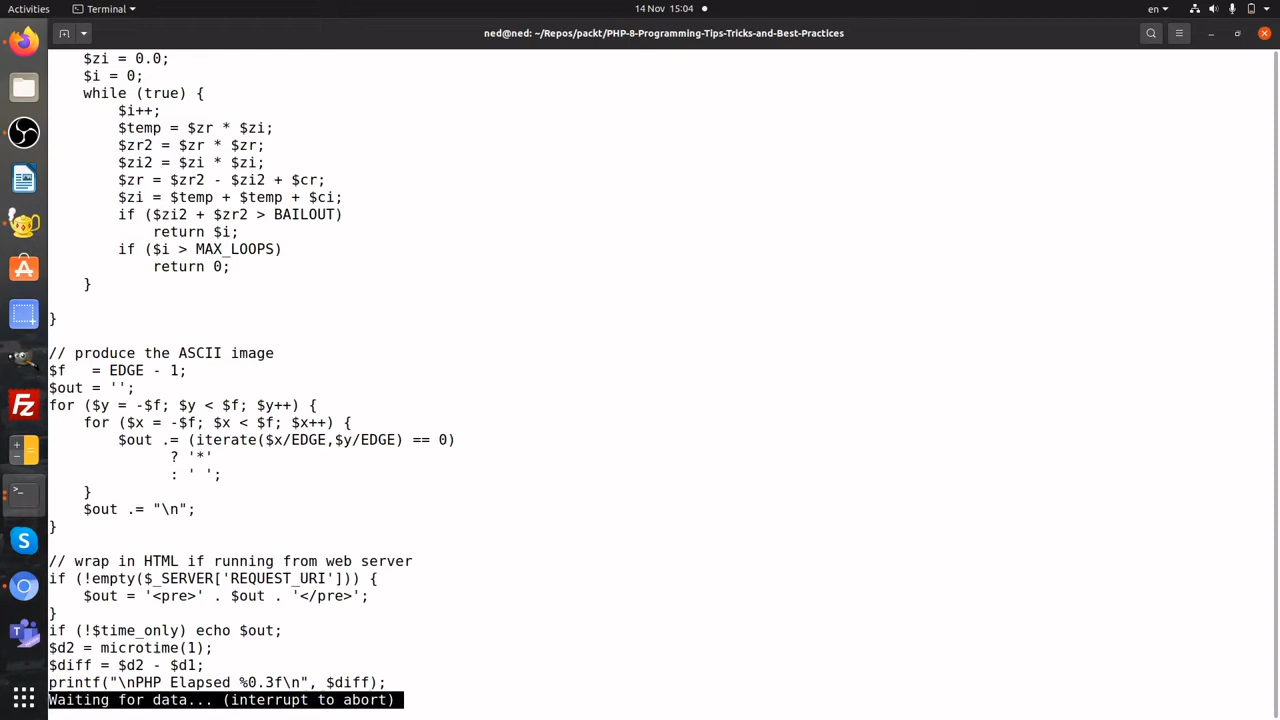 Activities
Terminal
14 Nov 15:04
en
ned@ned: ~/Repos/packt/PHP-8-Programming-Tips-Tricks-and-Best-Practices
    $zi = 0.0;
    $i = 0;
    while (true) {
        $i++;
        $temp = $zr * $zi;
        $zr2 = $zr * $zr;
        $zi2 = $zi * $zi;
        $zr = $zr2 - $zi2 + $cr;
        $zi = $temp + $temp + $ci;
        if ($zi2 + $zr2 > BAILOUT)
            return $i;
        if ($i > MAX_LOOPS)
            return 0;
    }
}
// produce the ASCII image
$f   = EDGE - 1;
$out = '';
for ($y = -$f; $y < $f; $y++) {
    for ($x = -$f; $x < $f; $x++) {
        $out .= (iterate($x/EDGE,$y/EDGE) == 0)
              ? '*'
              : ' ';
    }
    $out .= "\n";
}
// wrap in HTML if running from web server
if (!empty($_SERVER['REQUEST_URI'])) {
    $out = '<pre>' . $out . '</pre>';
}
if (!$time_only) echo $out;
$d2 = microtime(1);
$diff = $d2 - $d1;
printf("\nPHP Elapsed %0.3f\n", $diff);
Waiting for data... (interrupt to abort)